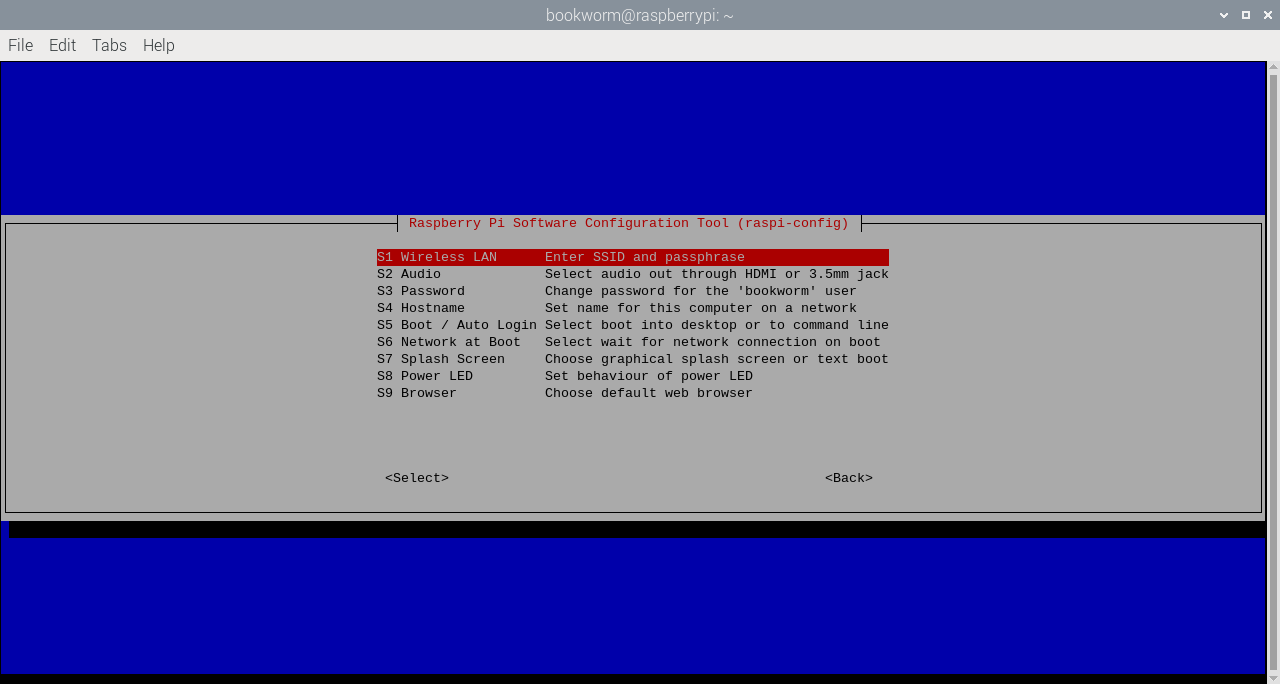 bookworm@raspberrypi: ~
File Edit Tabs Help
Raspberry Pi Software Configuration Tool (raspi-config)
S1 Wireless LAN Enter SSID and passphrase
S2 Audio Select audio out through HDMI or 3.5mm jack
S3 Password Change password for the 'bookworm' user
S4 Hostname Set name for this computer on a network
S5 Boot / Auto Login Select boot into desktop or to command line
S6 Network at Boot Select wait for network connection on boot
S7 Splash Screen Choose graphical splash screen or text boot
S8 Power LED Set behaviour of power LED
S9 Browser Choose default web browser
<Select> <Back>